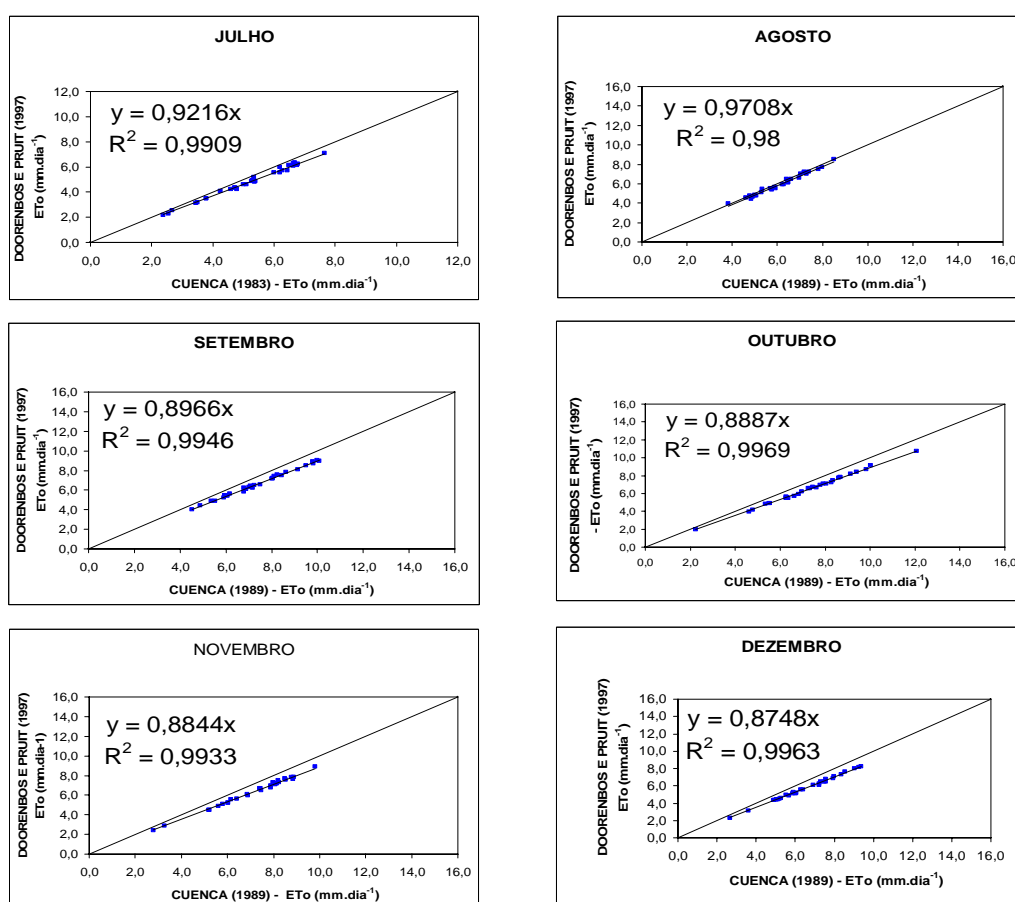 JULHO
y = 0,9216x
R² = 0,9909
12,0
10,0
8,0
6,0
4,0
2,0
0,0
0,0 2,0 4,0 6,0 8,0 10,0 12,0
DOORENBOS E PRUIT (1997)
ETo (mm.dia⁻¹)
CUENCA (1983) - ETo (mm.dia⁻¹)
AGOSTO
y = 0,9708x
R² = 0,98
16,0
14,0
12,0
10,0
8,0
6,0
4,0
2,0
0,0
0,0 2,0 4,0 6,0 8,0 10,0 12,0 14,0 16,0
DOORENBOS E PRUIT (1997)
ETo (mm.dia⁻¹)
CUENCA (1989) - ETo (mm.dia⁻¹)
SETEMBRO
y = 0,8966x
R² = 0,9946
16,0
14,0
12,0
10,0
8,0
6,0
4,0
2,0
0,0
0,0 2,0 4,0 6,0 8,0 10,0 12,0 14,0 16,0
DOORENBOS E PRUIT (1997)
ETo (mm.dia⁻¹)
CUENCA (1989) - ETo (mm.dia⁻¹)
OUTUBRO
y = 0,8887x
R² = 0,9969
16,0
14,0
12,0
10,0
8,0
6,0
4,0
2,0
0,0
0,0 2,0 4,0 6,0 8,0 10,0 12,0 14,0 16,0
DOORENBOS E PRUIT (1997)
- ETo (mm.dia⁻¹)
CUENCA (1989) - ETo (mm.dia⁻¹)
NOVEMBRO
y = 0,8844x
R² = 0,9933
16,0
14,0
12,0
10,0
8,0
6,0
4,0
2,0
0,0
0,0 2,0 4,0 6,0 8,0 10,0 12,0 14,0 16,0
DOORENBOS E PRUIT (1997)
ETo (mm.dia-1)
CUENCA (1989) - ETo (mm.dia⁻¹)
DEZEMBRO
y = 0,8748x
R² = 0,9963
16,0
14,0
12,0
10,0
8,0
6,0
4,0
2,0
0,0
0,0 2,0 4,0 6,0 8,0 10,0 12,0 14,0 16,0
DOORENBOS E PRUIT (1997)
ETo (mm.dia⁻¹)
CUENCA (1989) - ETo (mm.dia⁻¹)